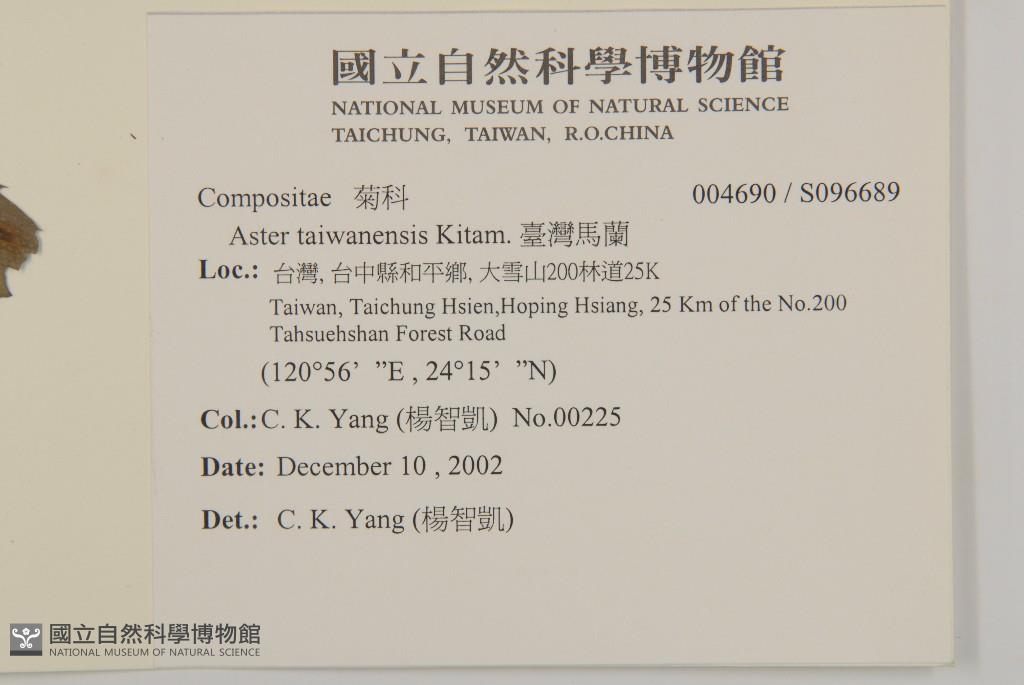 國立自然科學博物館
NATIONAL MUSEUM OF NATURAL SCIENCE
TAICHUNG, TAIWAN, R.O.CHINA
Compositae 菊科 004690 / S096689
Aster taiwanensis Kitam. 臺灣馬蘭
Loc.: 台灣, 台中縣和平鄉, 大雪山200林道25K
Taiwan, Taichung Hsien,Hoping Hsiang, 25 Km of the No.200
Tahsuehshan Forest Road
(120°56’ ”E , 24°15’ ”N)
Col.: C. K. Yang (楊智凱) No.00225
Date: December 10 , 2002
Det.: C. K. Yang (楊智凱)
國立自然科學博物館
NATIONAL MUSEUM OF NATURAL SCIENCE